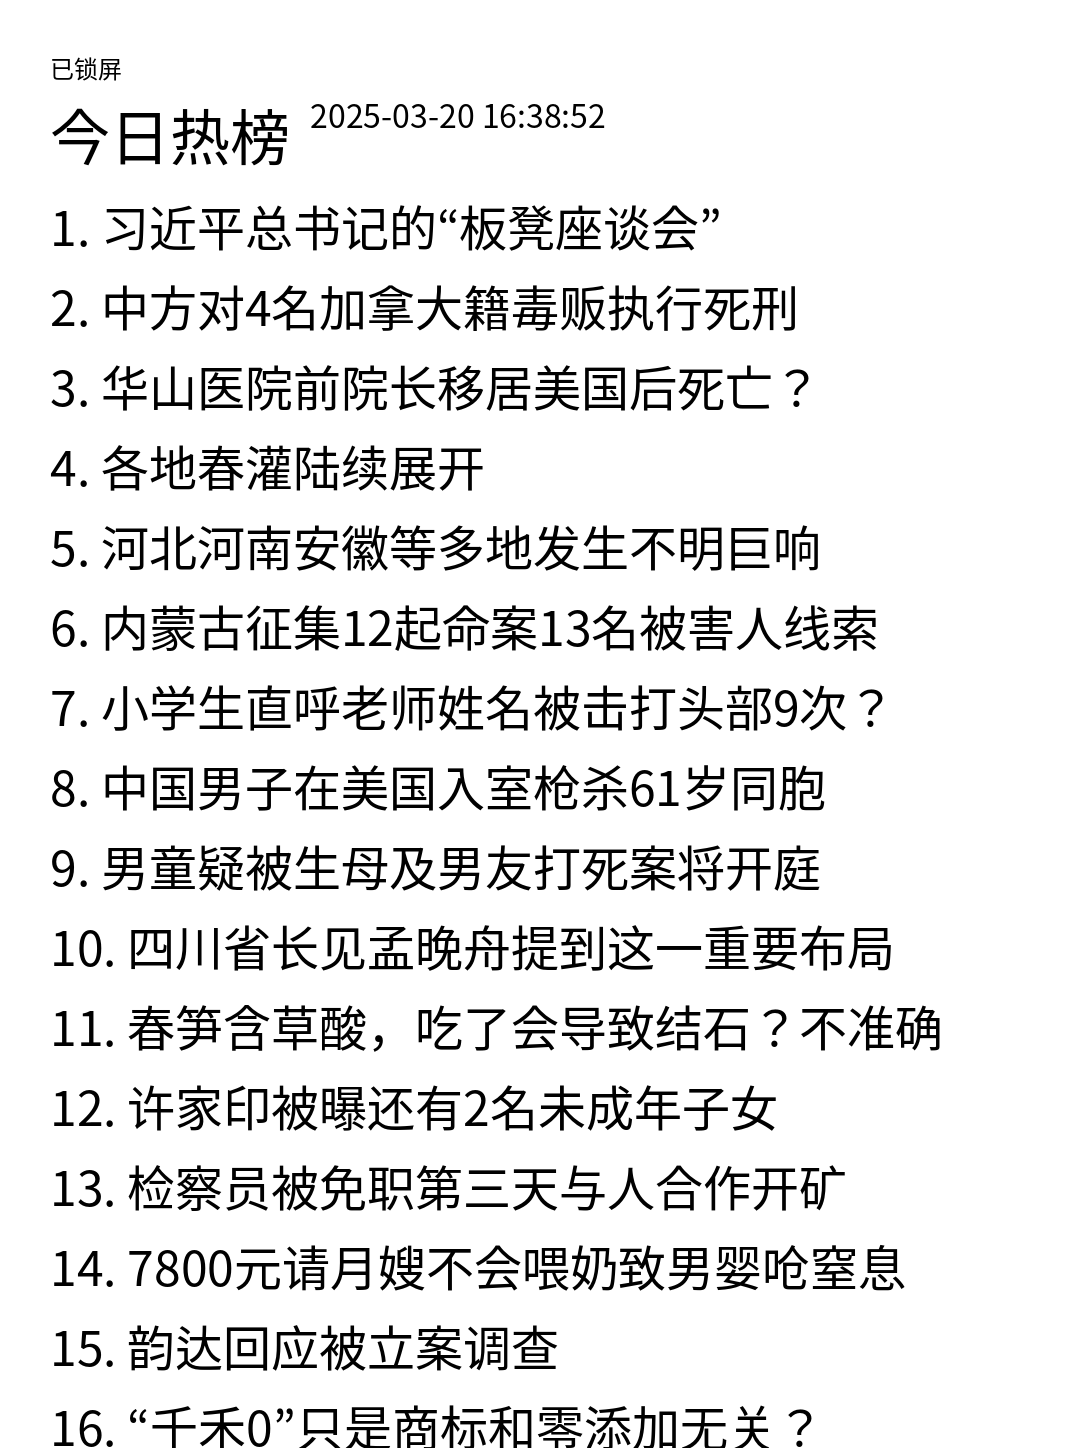 已锁屏
今日热榜 2025-03-20 16:38:52
1. 习近平总书记的“板凳座谈会”
2. 中方对4名加拿大籍毒贩执行死刑
3. 华山医院前院长移居美国后死亡？
4. 各地春灌陆续展开
5. 河北河南安徽等多地发生不明巨响
6. 内蒙古征集12起命案13名被害人线索
7. 小学生直呼老师姓名被击打头部9次？
8. 中国男子在美国入室枪杀61岁同胞
9. 男童疑被生母及男友打死案将开庭
10. 四川省长见孟晚舟提到这一重要布局
11. 春笋含草酸，吃了会导致结石？不准确
12. 许家印被曝还有2名未成年子女
13. 检察员被免职第三天与人合作开矿
14. 7800元请月嫂不会喂奶致男婴呛窒息
15. 韵达回应被立案调查
16. “千禾0”只是商标和零添加无关？